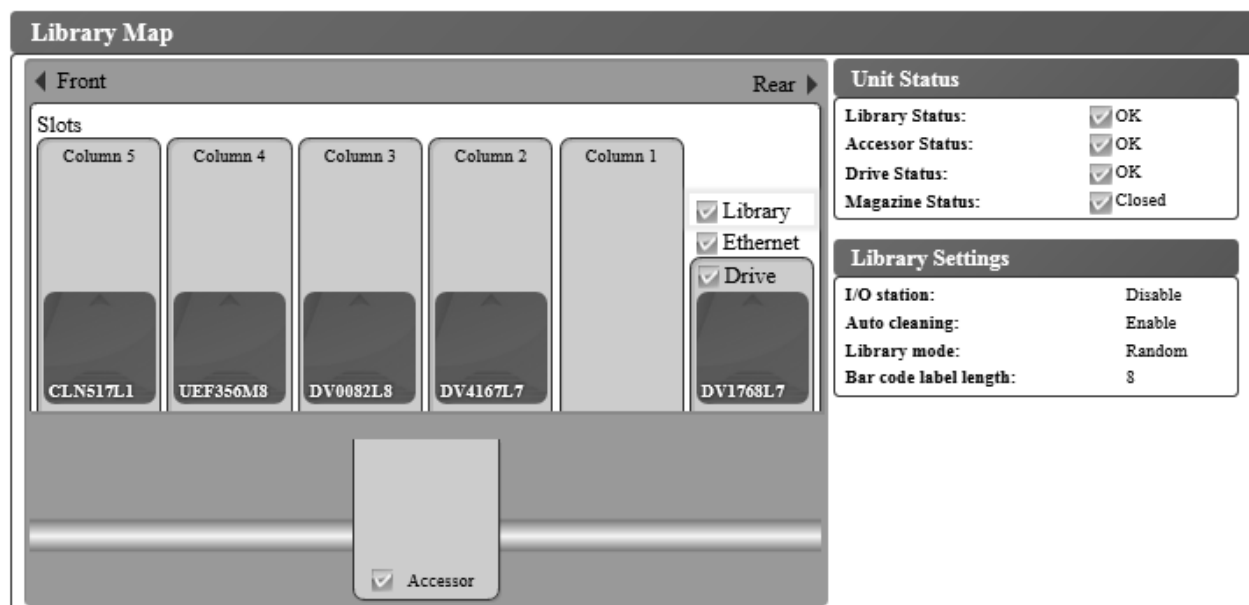 Library Map
Front
Rear
Slots
Column 5
Column 4
Column 3
Column 2
Column 1
Library
Ethernet
Drive
CLN517L1
UEF356M8
DV0082L8
DV4167L7
DV1768L7
Accessor
Unit Status
Library Status: OK
Accessor Status: OK
Drive Status: OK
Magazine Status: Closed
Library Settings
I/O station: Disable
Auto cleaning: Enable
Library mode: Random
Bar code label length: 8